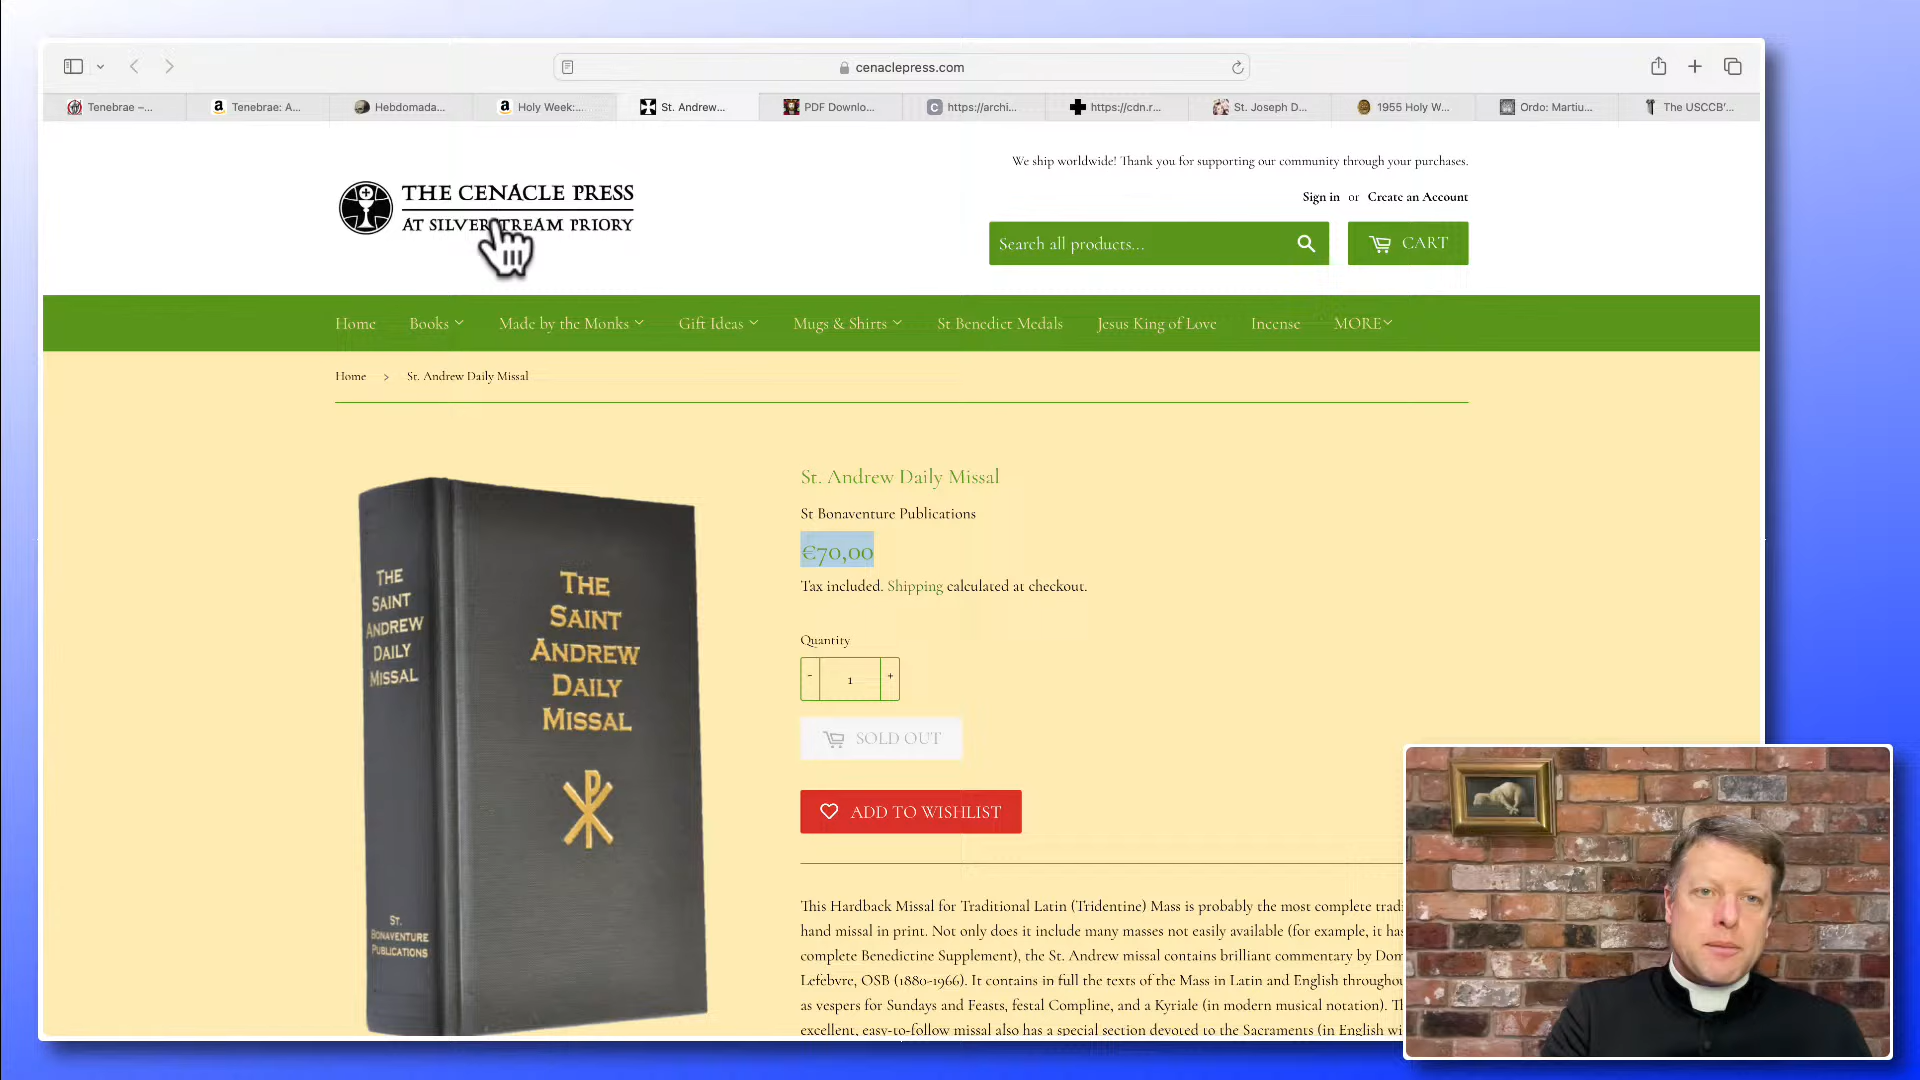 cenaclepress.com
Tenebrae –...
Tenebrae: A...
Hebdomada...
Holy Week:...
St. Andrew...
PDF Downlo...
https://archi...
https://cdn.r...
St. Joseph D...
1955 Holy W...
Ordo: Martiu...
The USCCB'...
We ship worldwide! Thank you for supporting our community through your purchases.
THE CENACLE PRESS
AT SILVERSTREAM PRIORY
Sign in or Create an Account
Search all products...
CART
Home
Books
Made by the Monks
Gift Ideas
Mugs & Shirts
St Benedict Medals
Jesus King of Love
Incense
MORE
Home > St. Andrew Daily Missal
THE
SAINT
ANDREW
DAILY
MISSAL
ST.
BONAVENTURE
PUBLICATIONS
THE
SAINT
ANDREW
DAILY
MISSAL
St. Andrew Daily Missal
St Bonaventure Publications
€70,00
Tax included. Shipping calculated at checkout.
Quantity
- 1 +
SOLD OUT
ADD TO WISHLIST
This Hardback Missal for Traditional Latin (Tridentine) Mass is probably the most complete tradi
hand missal in print. Not only does it include many masses not easily available (for example, it has
complete Benedictine Supplement), the St. Andrew missal contains brilliant commentary by Dom
Lefebvre, OSB (1880-1966). It contains in full the texts of the Mass in Latin and English throughou
as vespers for Sundays and Feasts, festal Compline, and a Kyriale (in modern musical notation). Th
excellent, easy-to-follow missal also has a special section devoted to the Sacraments (in English wi